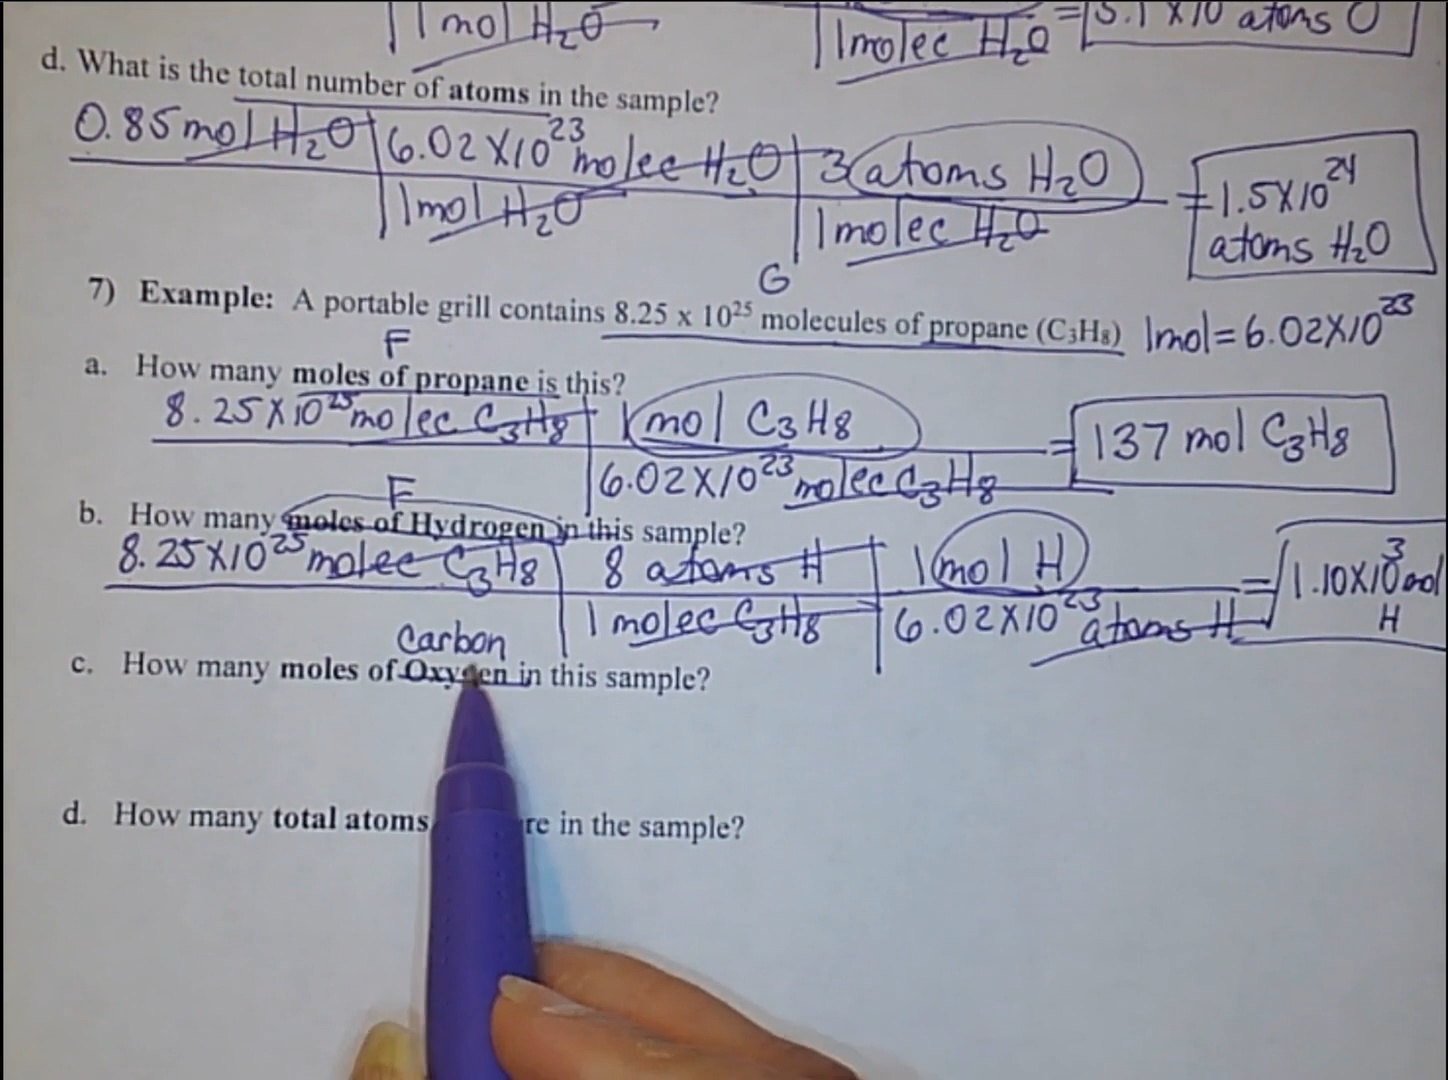 1 mol H₂O
1 molec H₂O = 5.1 x 10 atoms O
d. What is the total number of atoms in the sample?
0.85 mol H₂O 6.02 X 10²³ molec H₂O 3 atoms H₂O
1 mol H₂O 1 molec H₂O = 1.5 X 10²⁴ atoms H₂O
G
7) Example: A portable grill contains 8.25 x 10²⁵ molecules of propane (C₃H₈) 1 mol = 6.02 X 10²³
F
a. How many moles of propane is this?
8.25 X 10²⁵ molec C₃H₈ 1 mol C₃H₈
6.02 X 10²³ molec C₃H₈ = 137 mol C₃H₈
F
b. How many moles of Hydrogen in this sample?
8.25 X 10²⁵ molec C₃H₈ 8 atoms H 1 mol H
1 molec C₃H₈ 6.02 X 10²³ atoms H = 1.10 X 10³ mol H
Carbon
c. How many moles of Oxygen in this sample?
d. How many total atoms in the sample?